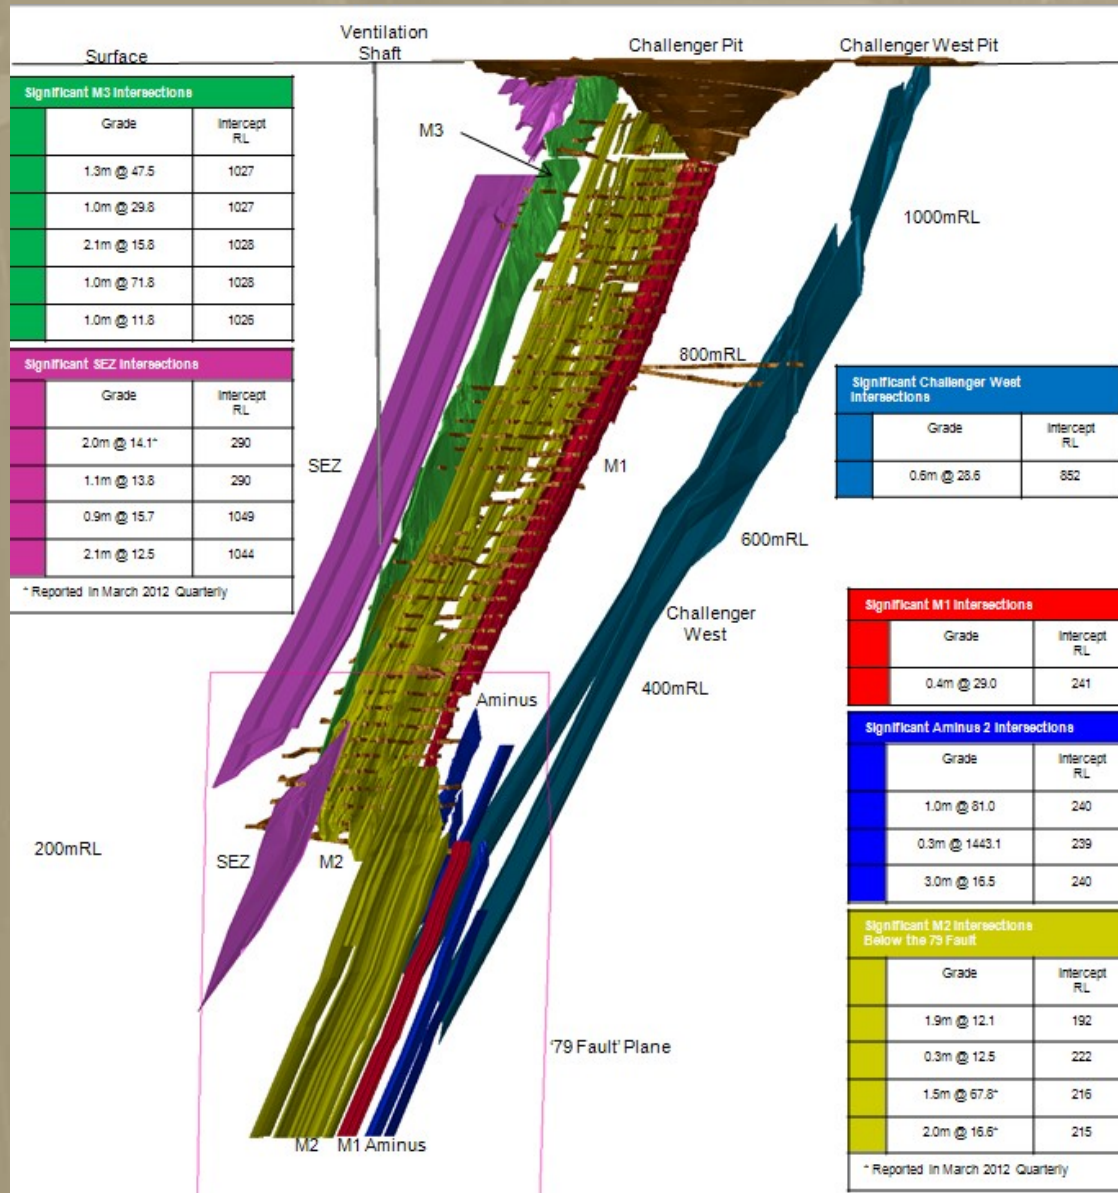 Surface
Ventilation
Shaft
Challenger Pit
Challenger West Pit
Significant M3 Intersections
Grade Intercept RL
1.3m @ 47.5 1027
1.0m @ 29.8 1027
2.1m @ 15.8 1028
1.0m @ 71.8 1028
1.0m @ 11.8 1026
Significant SEZ Intersections
Grade Intercept RL
2.0m @ 14.1* 290
1.1m @ 13.8 290
0.9m @ 15.7 1049
2.1m @ 12.5 1044
* Reported in March 2012 Quarterly
M3
1000mRL
800mRL
SEZ
M1
600mRL
Challenger
West
400mRL
Aminus
200mRL
SEZ
M2
'79 Fault' Plane
M2
M1 Aminus
Significant Challenger West
Intersections
Grade Intercept RL
0.6m @ 28.6 852
Significant M1 Intersections
Grade Intercept RL
0.4m @ 29.0 241
Significant Aminus 2 Intersections
Grade Intercept RL
1.0m @ 81.0 240
0.3m @ 1443.1 239
3.0m @ 16.5 240
Significant M2 Intersections
Below the 79 Fault
Grade Intercept RL
1.9m @ 12.1 192
0.3m @ 12.5 222
1.5m @ 67.8* 216
2.0m @ 16.6* 215
* Reported in March 2012 Quarterly